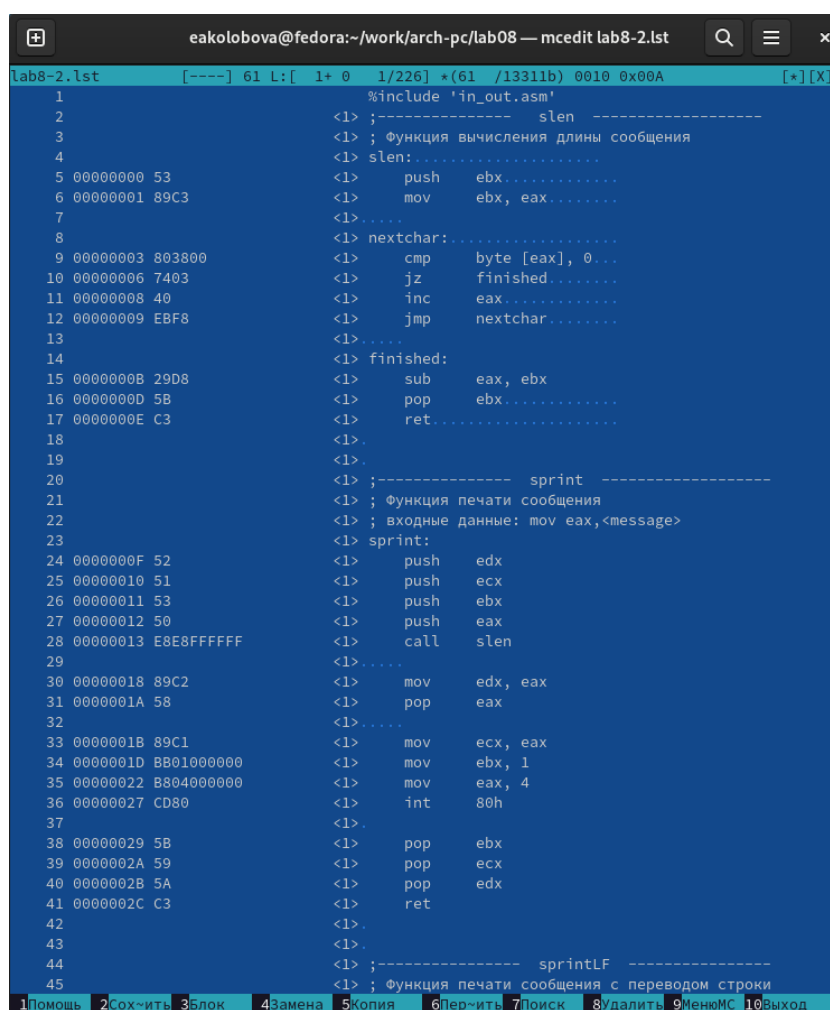 eakolobova@fedora:~/work/arch-pc/lab08 — mcedit lab8-2.lst
lab8-2.lst [----] 61 L:[ 1+ 0 1/226] *(61 /13311b) 0010 0x00A [*][X]
1 %include 'in_out.asm'
2 <1> ;--------------- slen -------------------
3 <1> ; Функция вычисления длины сообщения
4 <1> slen:.....................
5 00000000 53 <1> push ebx.............
6 00000001 89C3 <1> mov ebx, eax........
7 <1>.....
8 <1> nextchar:...................
9 00000003 803800 <1> cmp byte [eax], 0...
10 00000006 7403 <1> jz finished........
11 00000008 40 <1> inc eax.............
12 00000009 EBF8 <1> jmp nextchar........
13 <1>.....
14 <1> finished:
15 0000000B 29D8 <1> sub eax, ebx
16 0000000D 5B <1> pop ebx.............
17 0000000E C3 <1> ret.....................
18 <1>.
19 <1>.
20 <1> ;--------------- sprint -------------------
21 <1> ; Функция печати сообщения
22 <1> ; входные данные: mov eax,<message>
23 <1> sprint:
24 0000000F 52 <1> push edx
25 00000010 51 <1> push ecx
26 00000011 53 <1> push ebx
27 00000012 50 <1> push eax
28 00000013 E8E8FFFFFF <1> call slen
29 <1>.....
30 00000018 89C2 <1> mov edx, eax
31 0000001A 58 <1> pop eax
32 <1>.....
33 0000001B 89C1 <1> mov ecx, eax
34 0000001D BB01000000 <1> mov ebx, 1
35 00000022 B804000000 <1> mov eax, 4
36 00000027 CD80 <1> int 80h
37 <1>.
38 00000029 5B <1> pop ebx
39 0000002A 59 <1> pop ecx
40 0000002B 5A <1> pop edx
41 0000002C C3 <1> ret
42 <1>.
43 <1>.
44 <1> ;---------------- sprintLF ----------------
45 <1> ; Функция печати сообщения с переводом строки
1Помощь 2Сох~ить 3Блок 4Замена 5Копия 6Пер~ить 7Поиск 8Удалить 9МенюMC 10Выход